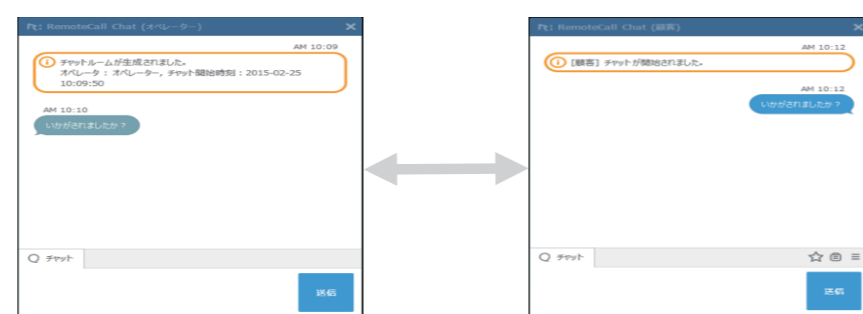 RemoteCall Chat (オペレーター)
AM 10:09
チャットルームが生成されました。
オペレータ : オペレーター, チャット開始時刻 : 2015-02-25
10:09:50
AM 10:10
いかがされましたか ?
チャット
送信
RemoteCall Chat (顧客)
AM 10:12
[顧客] チャットが開始されました。
AM 10:12
いかがされましたか ?
チャット
送信